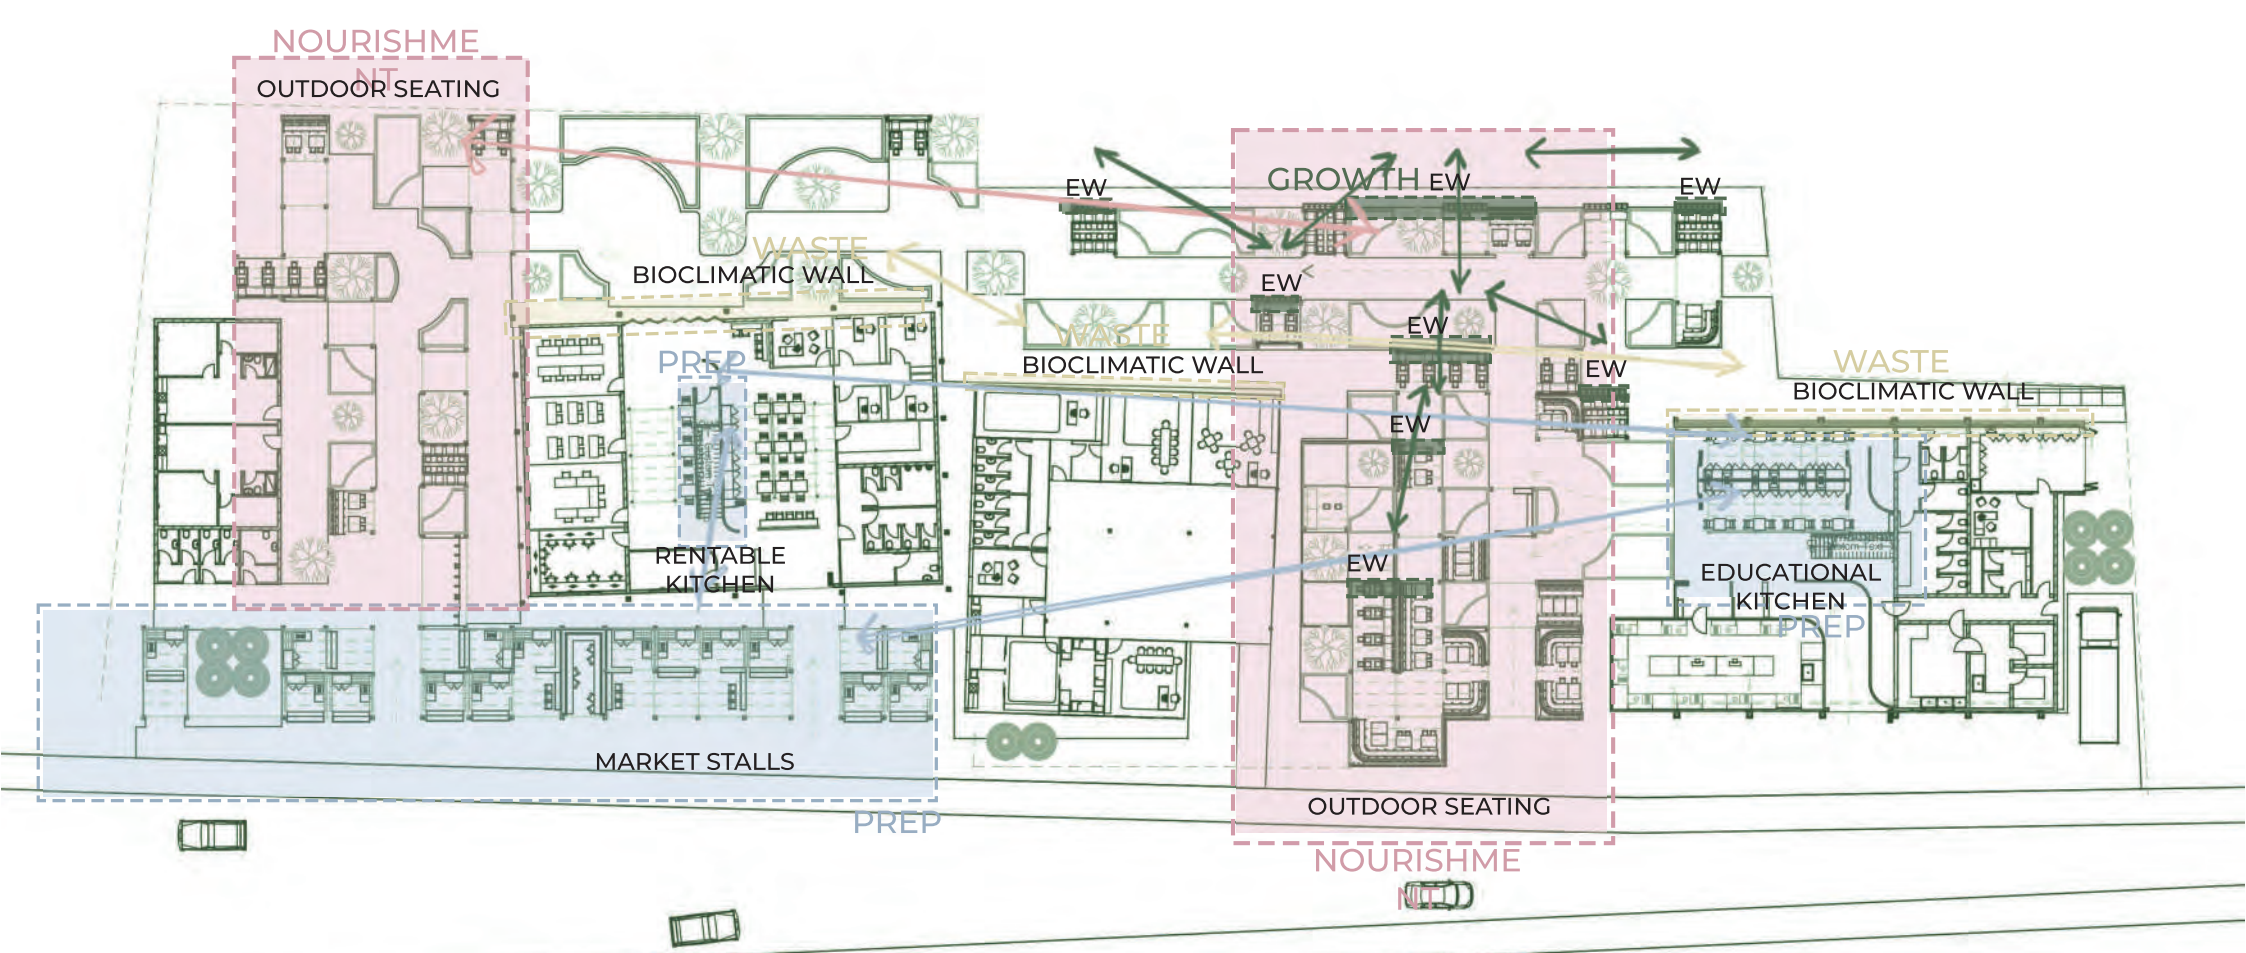 NOURISHME
NT
OUTDOOR SEATING
GROWTH
EW
EW
EW
WASTE
BIOCLIMATIC WALL
EW
EW
WASTE
BIOCLIMATIC WALL
PREP
EW
WASTE
BIOCLIMATIC WALL
EW
RENTABLE
KITCHEN
EW
EDUCATIONAL
KITCHEN
PREP
MARKET STALLS
PREP
OUTDOOR SEATING
NOURISHME
NT